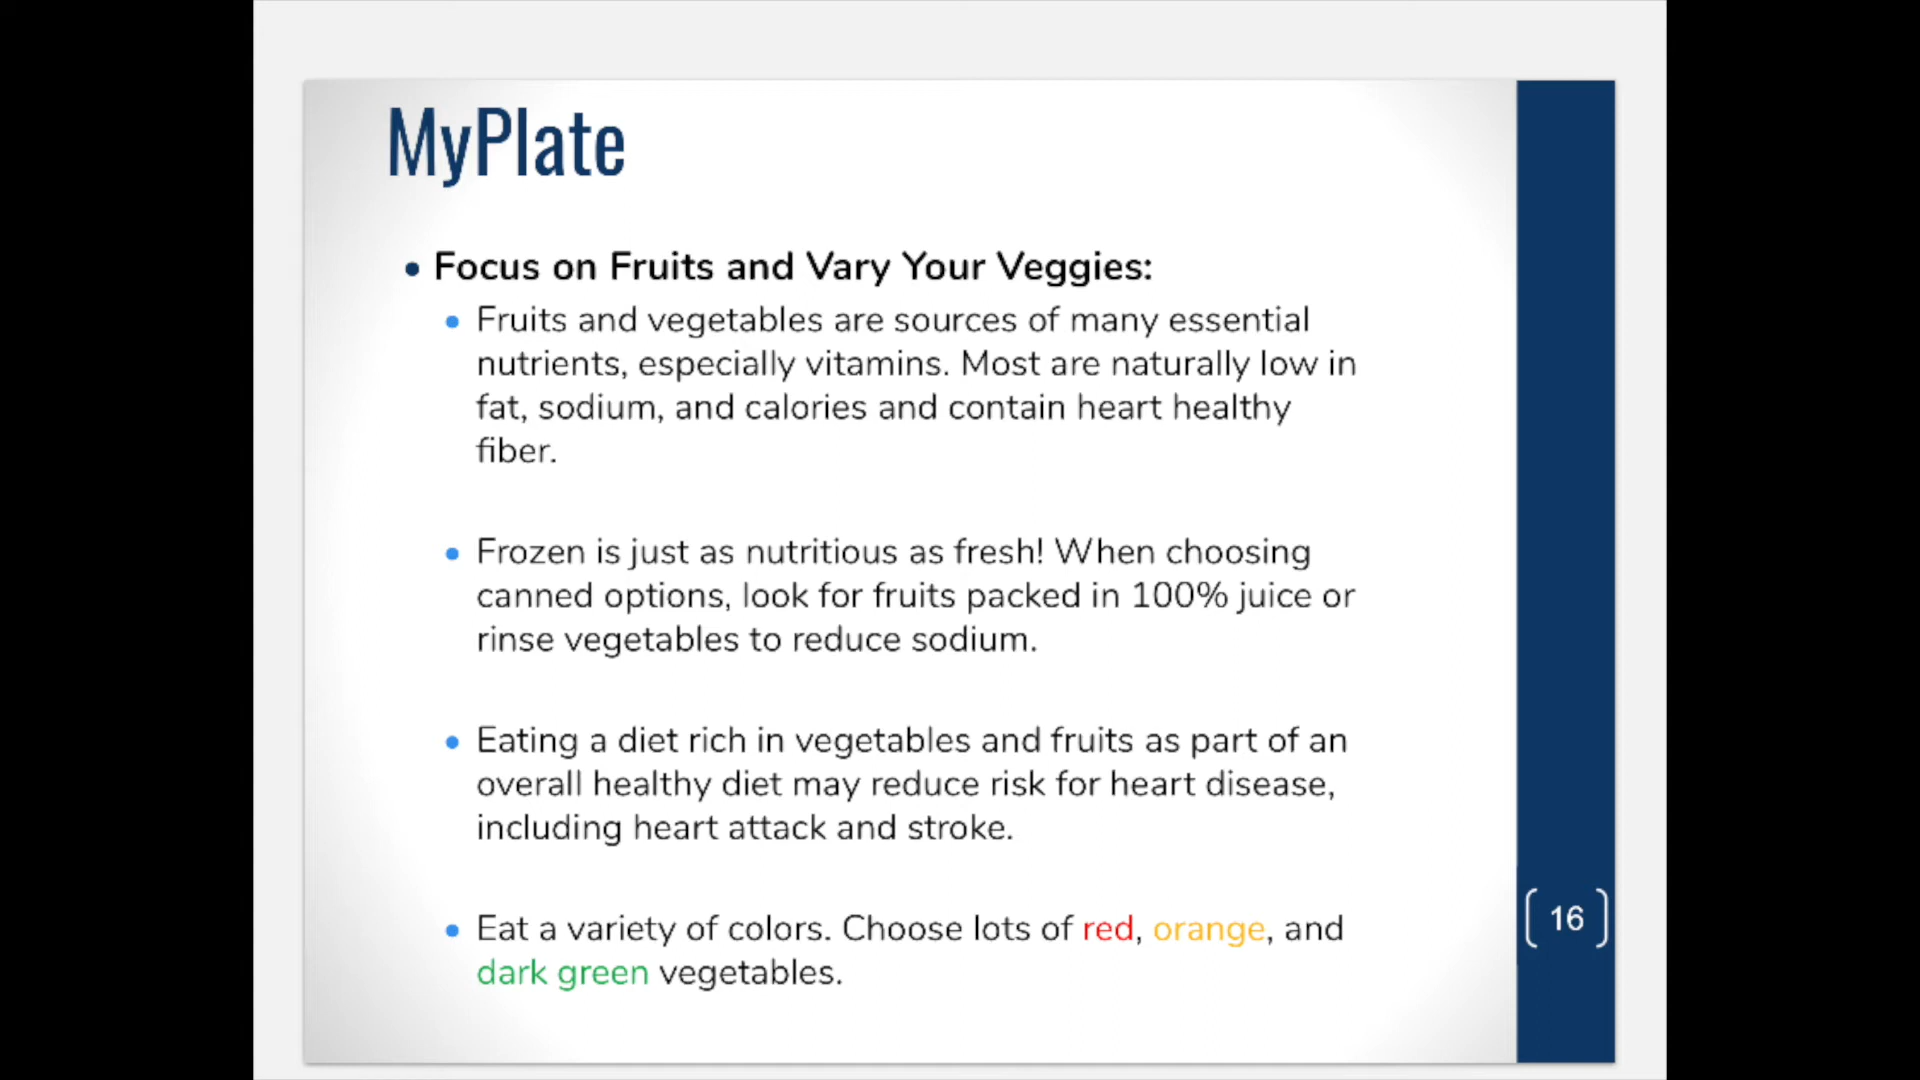 MyPlate
• Focus on Fruits and Vary Your Veggies:
• Fruits and vegetables are sources of many essential
nutrients, especially vitamins. Most are naturally low in
fat, sodium, and calories and contain heart healthy
fiber.
• Frozen is just as nutritious as fresh! When choosing
canned options, look for fruits packed in 100% juice or
rinse vegetables to reduce sodium.
• Eating a diet rich in vegetables and fruits as part of an
overall healthy diet may reduce risk for heart disease,
including heart attack and stroke.
• Eat a variety of colors. Choose lots of red, orange, and
dark green vegetables.
16